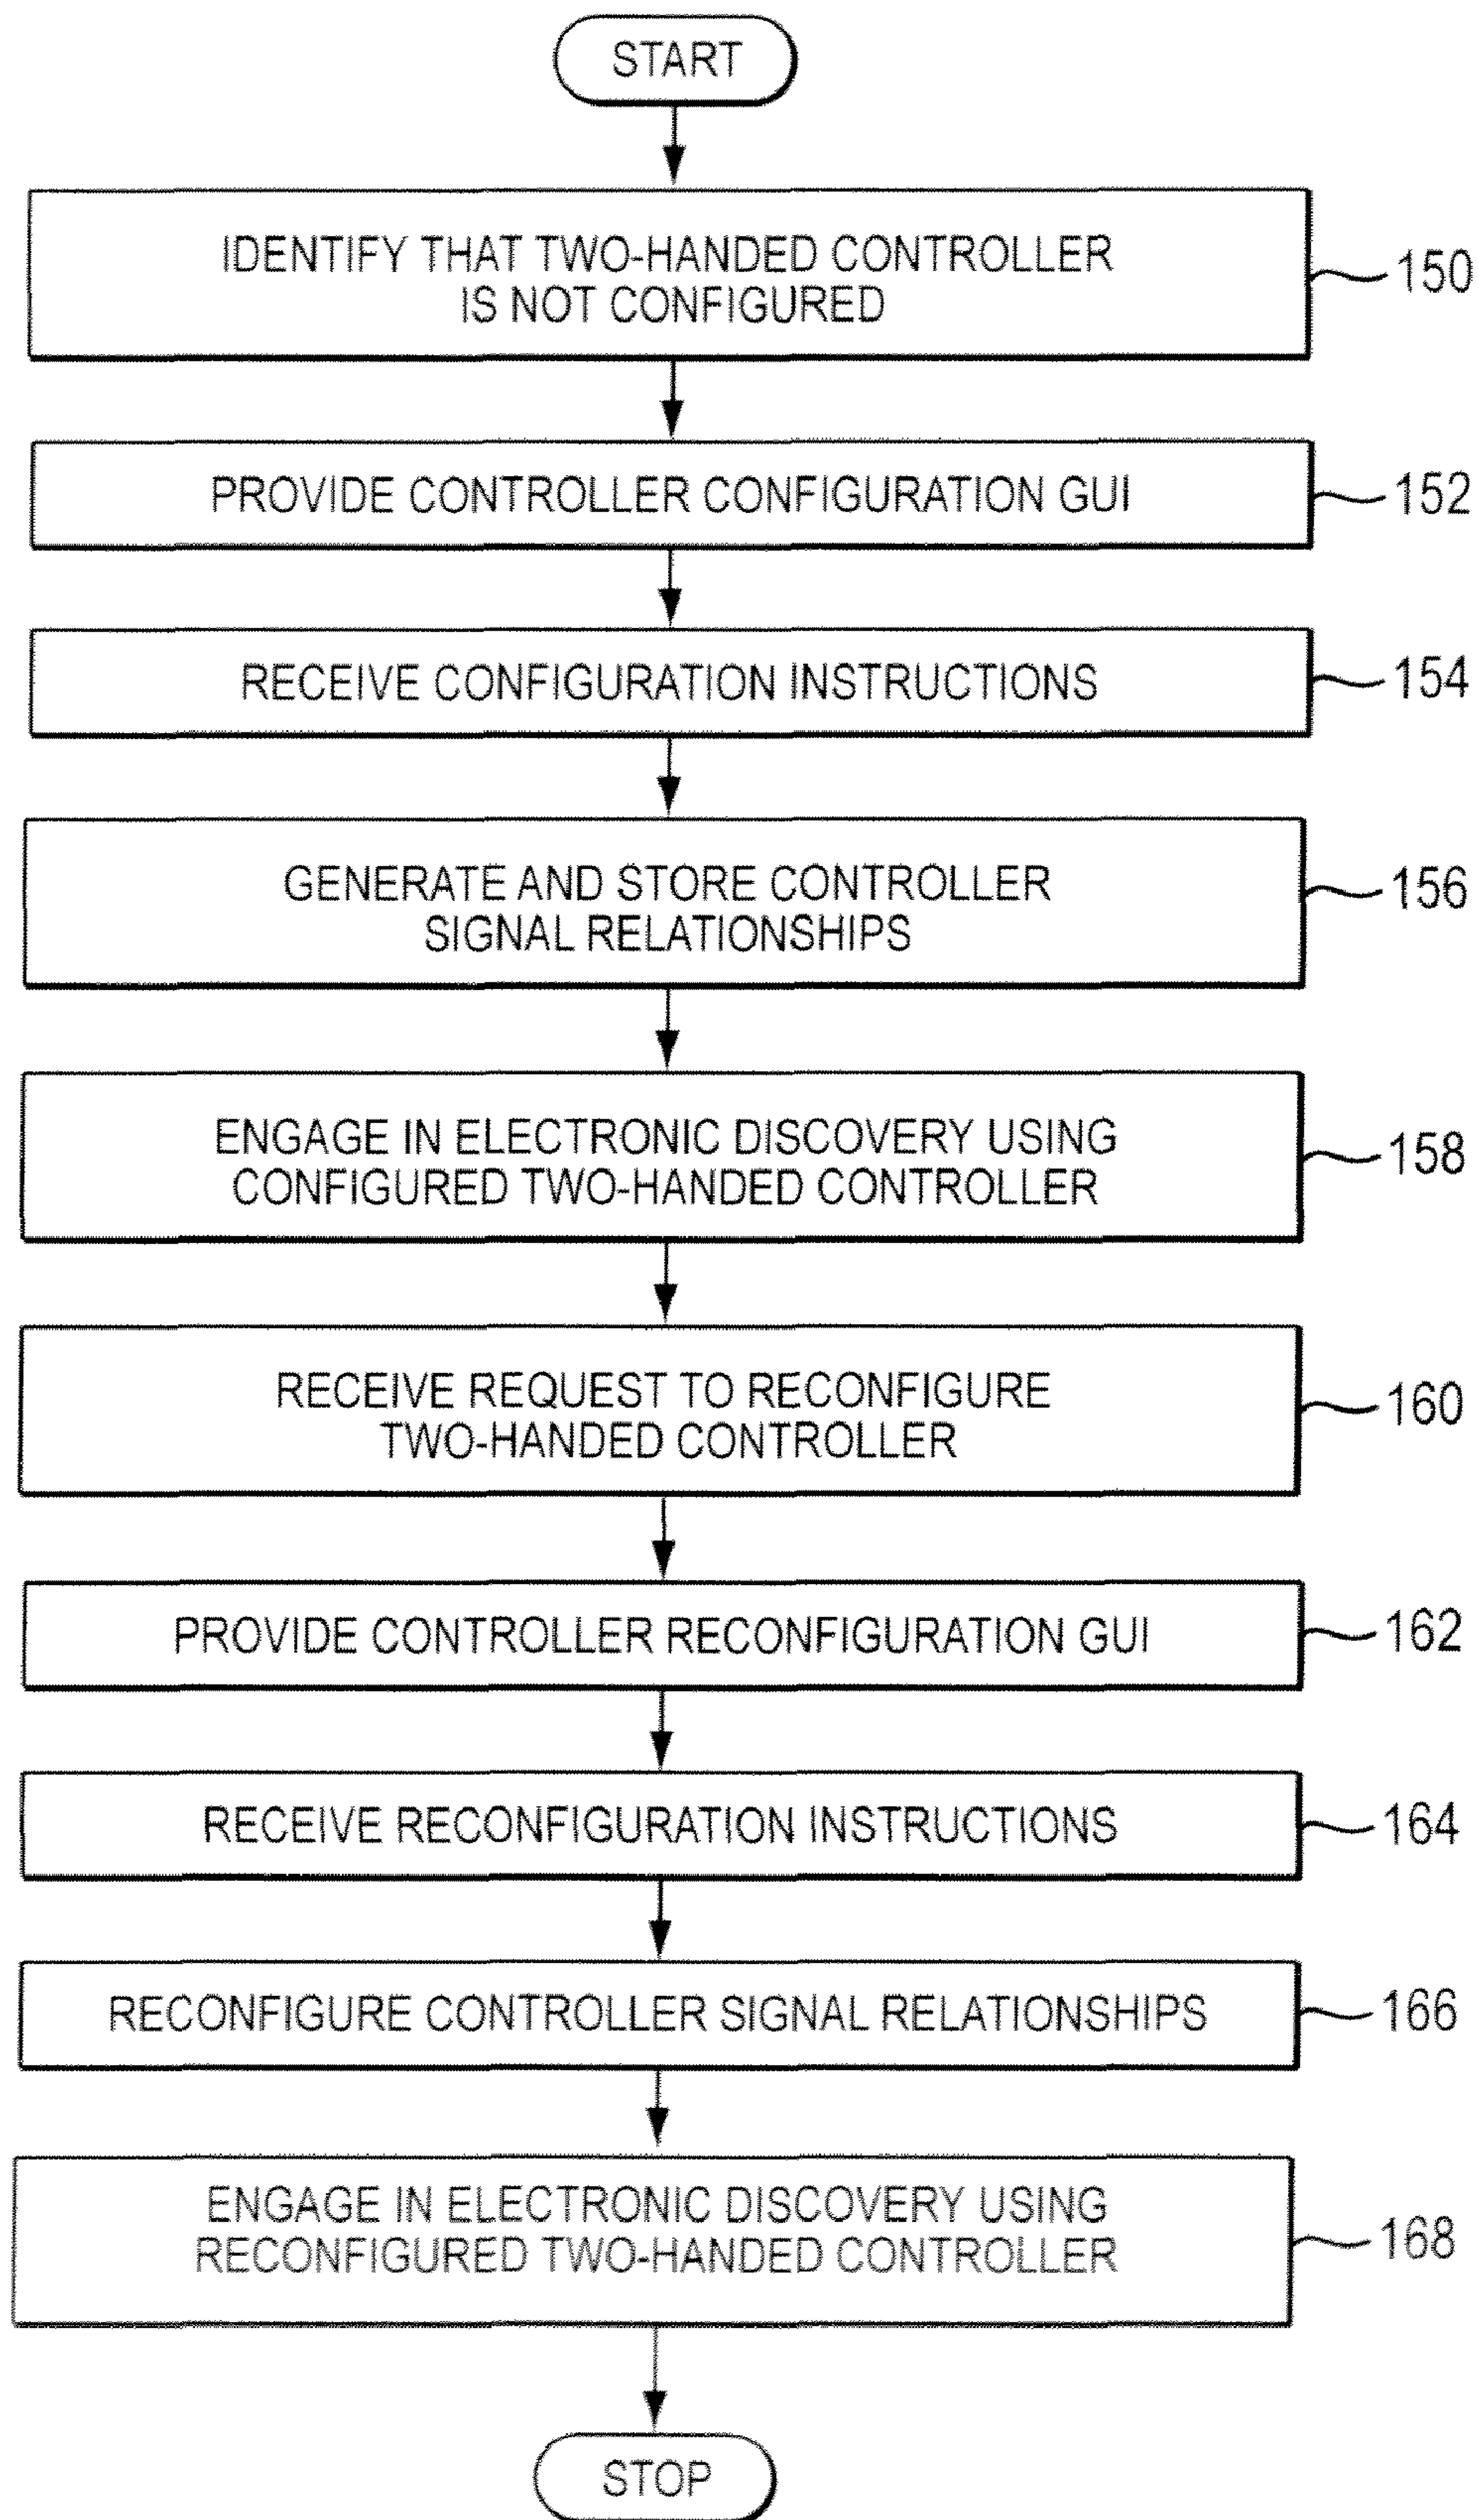 START
IDENTIFY THAT TWO-HANDED CONTROLLER
IS NOT CONFIGURED
150
PROVIDE CONTROLLER CONFIGURATION GUI
152
RECEIVE CONFIGURATION INSTRUCTIONS
154
GENERATE AND STORE CONTROLLER
SIGNAL RELATIONSHIPS
156
ENGAGE IN ELECTRONIC DISCOVERY USING
CONFIGURED TWO-HANDED CONTROLLER
158
RECEIVE REQUEST TO RECONFIGURE
TWO-HANDED CONTROLLER
160
PROVIDE CONTROLLER RECONFIGURATION GUI
162
RECEIVE RECONFIGURATION INSTRUCTIONS
164
RECONFIGURE CONTROLLER SIGNAL RELATIONSHIPS
166
ENGAGE IN ELECTRONIC DISCOVERY USING
RECONFIGURED TWO-HANDED CONTROLLER
168
STOP